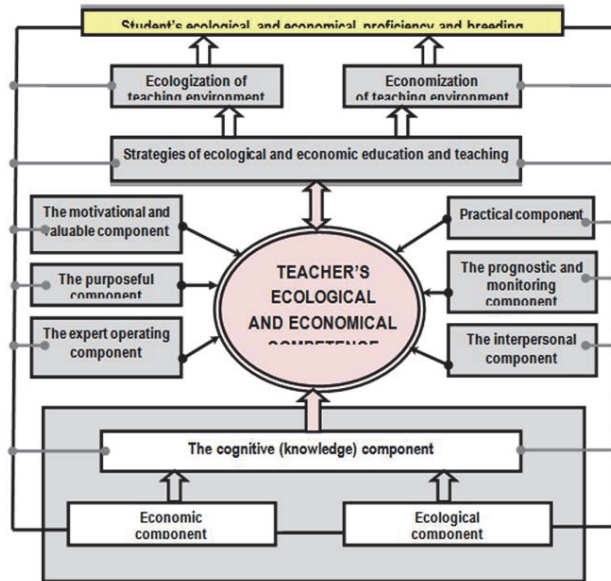 Student's ecological and economical proficiency and breeding
Ecologization of
teaching environment
Economization
of teaching environment
Strategies of ecological and economic education and teaching
The motivational and
valuable component
Practical component
The purposeful
component
The prognostic and
monitoring
component
The expert operating
component
The interpersonal
component
TEACHER'S
ECOLOGICAL
AND ECONOMICAL
COMPETENCE
The cognitive (knowledge) component
Economic
component
Ecological
component